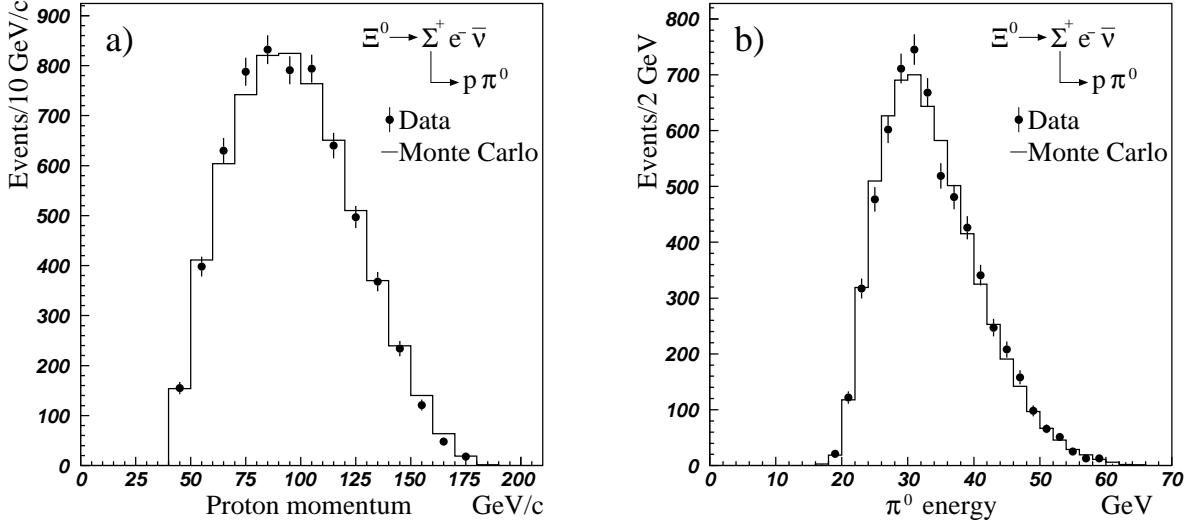 a)
Ξ⁰ → Σ⁺ e⁻ ν̄
→ p π⁰
Data
Monte Carlo
Events/10 GeV/c
900
800
700
600
500
400
300
200
100
0
0 25 50 75 100 125 150 175 200
Proton momentum GeV/c
b)
Ξ⁰ → Σ⁺ e⁻ ν̄
→ p π⁰
Data
Monte Carlo
Events/2 GeV
800
700
600
500
400
300
200
100
0
0 10 20 30 40 50 60 70
π⁰ energy GeV